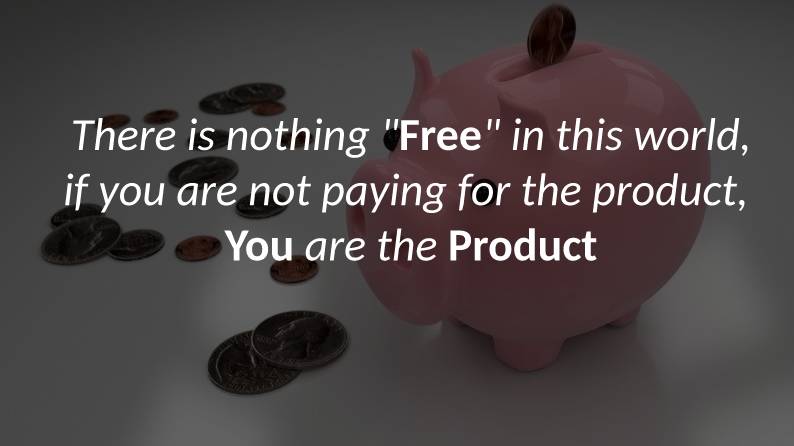 There is nothing "Free" in this world,
if you are not paying for the product,
You are the Product